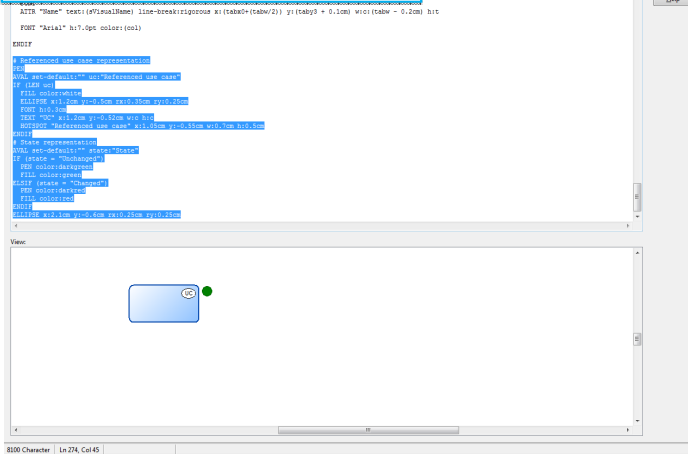 ATTR "Name" text:(sVisualName) line-break:rigorous x:(tabx0+(tabw/2)) y:(taby3 + 0.1cm) w:c:(tabw - 0.2cm) h:t
FONT "Arial" h:7.0pt color:(col)
ENDIF
# Referenced use case representation
PEN
AVAL set-default:"" uc:"Referenced use case"
IF (LEN uc)
FILL color:white
ELLIPSE x:1.2cm y:-0.5cm rx:0.35cm ry:0.25cm
FONT h:0.3cm
TEXT "UC" x:1.2cm y:-0.52cm w:c h:c
HOTSPOT "Referenced use case" x:1.05cm y:-0.55cm w:0.7cm h:0.5cm
ENDIF
# State representation
AVAL set-default:"" state:"State"
IF (state = "Unchanged")
PEN color:darkgreen
FILL color:green
ELSIF (state = "Changed")
PEN color:darkred
FILL color:red
ENDIF
ELLIPSE x:2.1cm y:-0.6cm rx:0.25cm ry:0.25cm
View:
UC
8100 Character Ln 274, Col 45